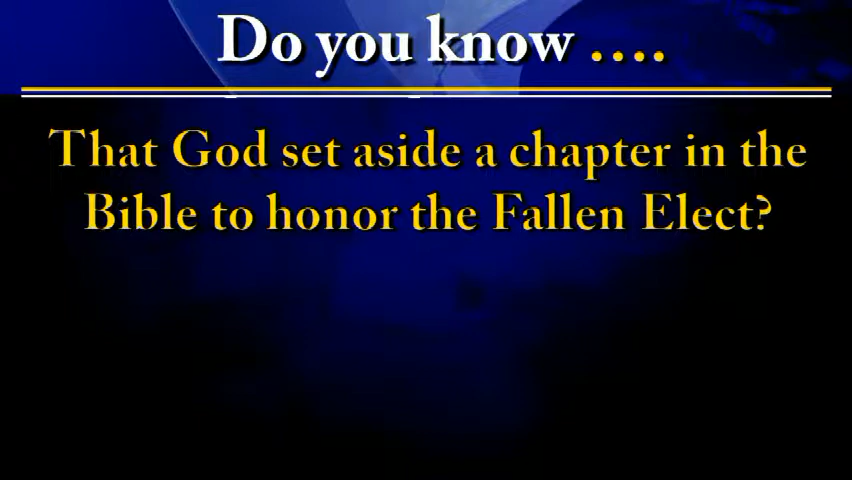 Do you know ....
That God set aside a chapter in the
Bible to honor the Fallen Elect?